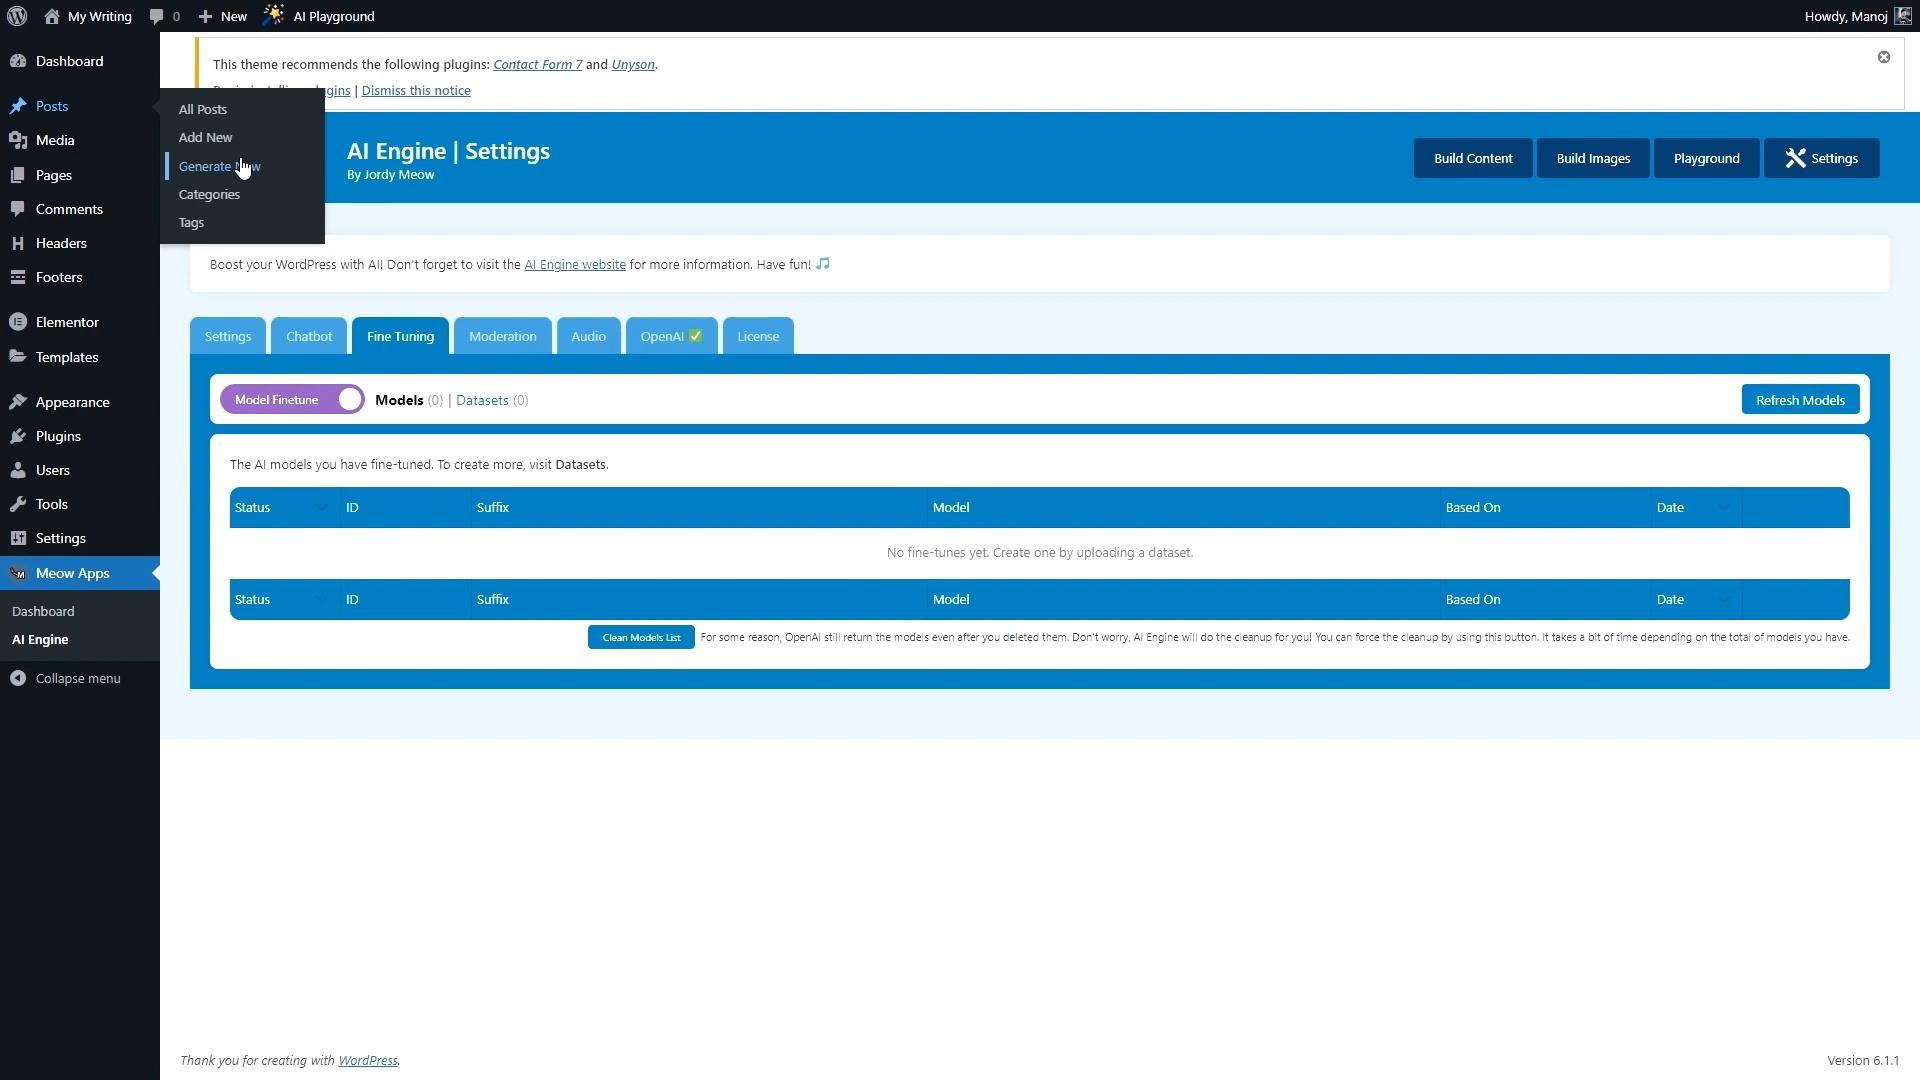 My Writing
0
New
AI Playground
Howdy, Manoj
Dashboard
Posts
Media
Pages
Comments
Headers
Footers
Elementor
Templates
Appearance
Plugins
Users
Tools
Settings
Meow Apps
Dashboard
AI Engine
Collapse menu
All Posts
Add New
Generate
Categories
Tags
This theme recommends the following plugins: Contact Form 7 and Unyson.
| Dismiss this notice
AI Engine | Settings
By Jordy Meow
Build Content
Build Images
Playground
Settings
Boost your WordPress with AI! Don't forget to visit the AI Engine website for more information. Have fun! 🎵
Settings
Chatbot
Fine Tuning
Moderation
Audio
OpenAI ✅
License
Model Finetune
Models (0) | Datasets (0)
Refresh Models
The AI models you have fine-tuned. To create more, visit Datasets.
Status ID Suffix Model Based On Date
No fine-tunes yet. Create one by uploading a dataset.
Status ID Suffix Model Based On Date
Clean Models List
For some reason, OpenAI still return the models even after you deleted them. Don't worry, AI Engine will do the cleanup for you! You can force the cleanup by using this button. It takes a bit of time depending on the total of models you have.
Thank you for creating with WordPress.
Version 6.1.1